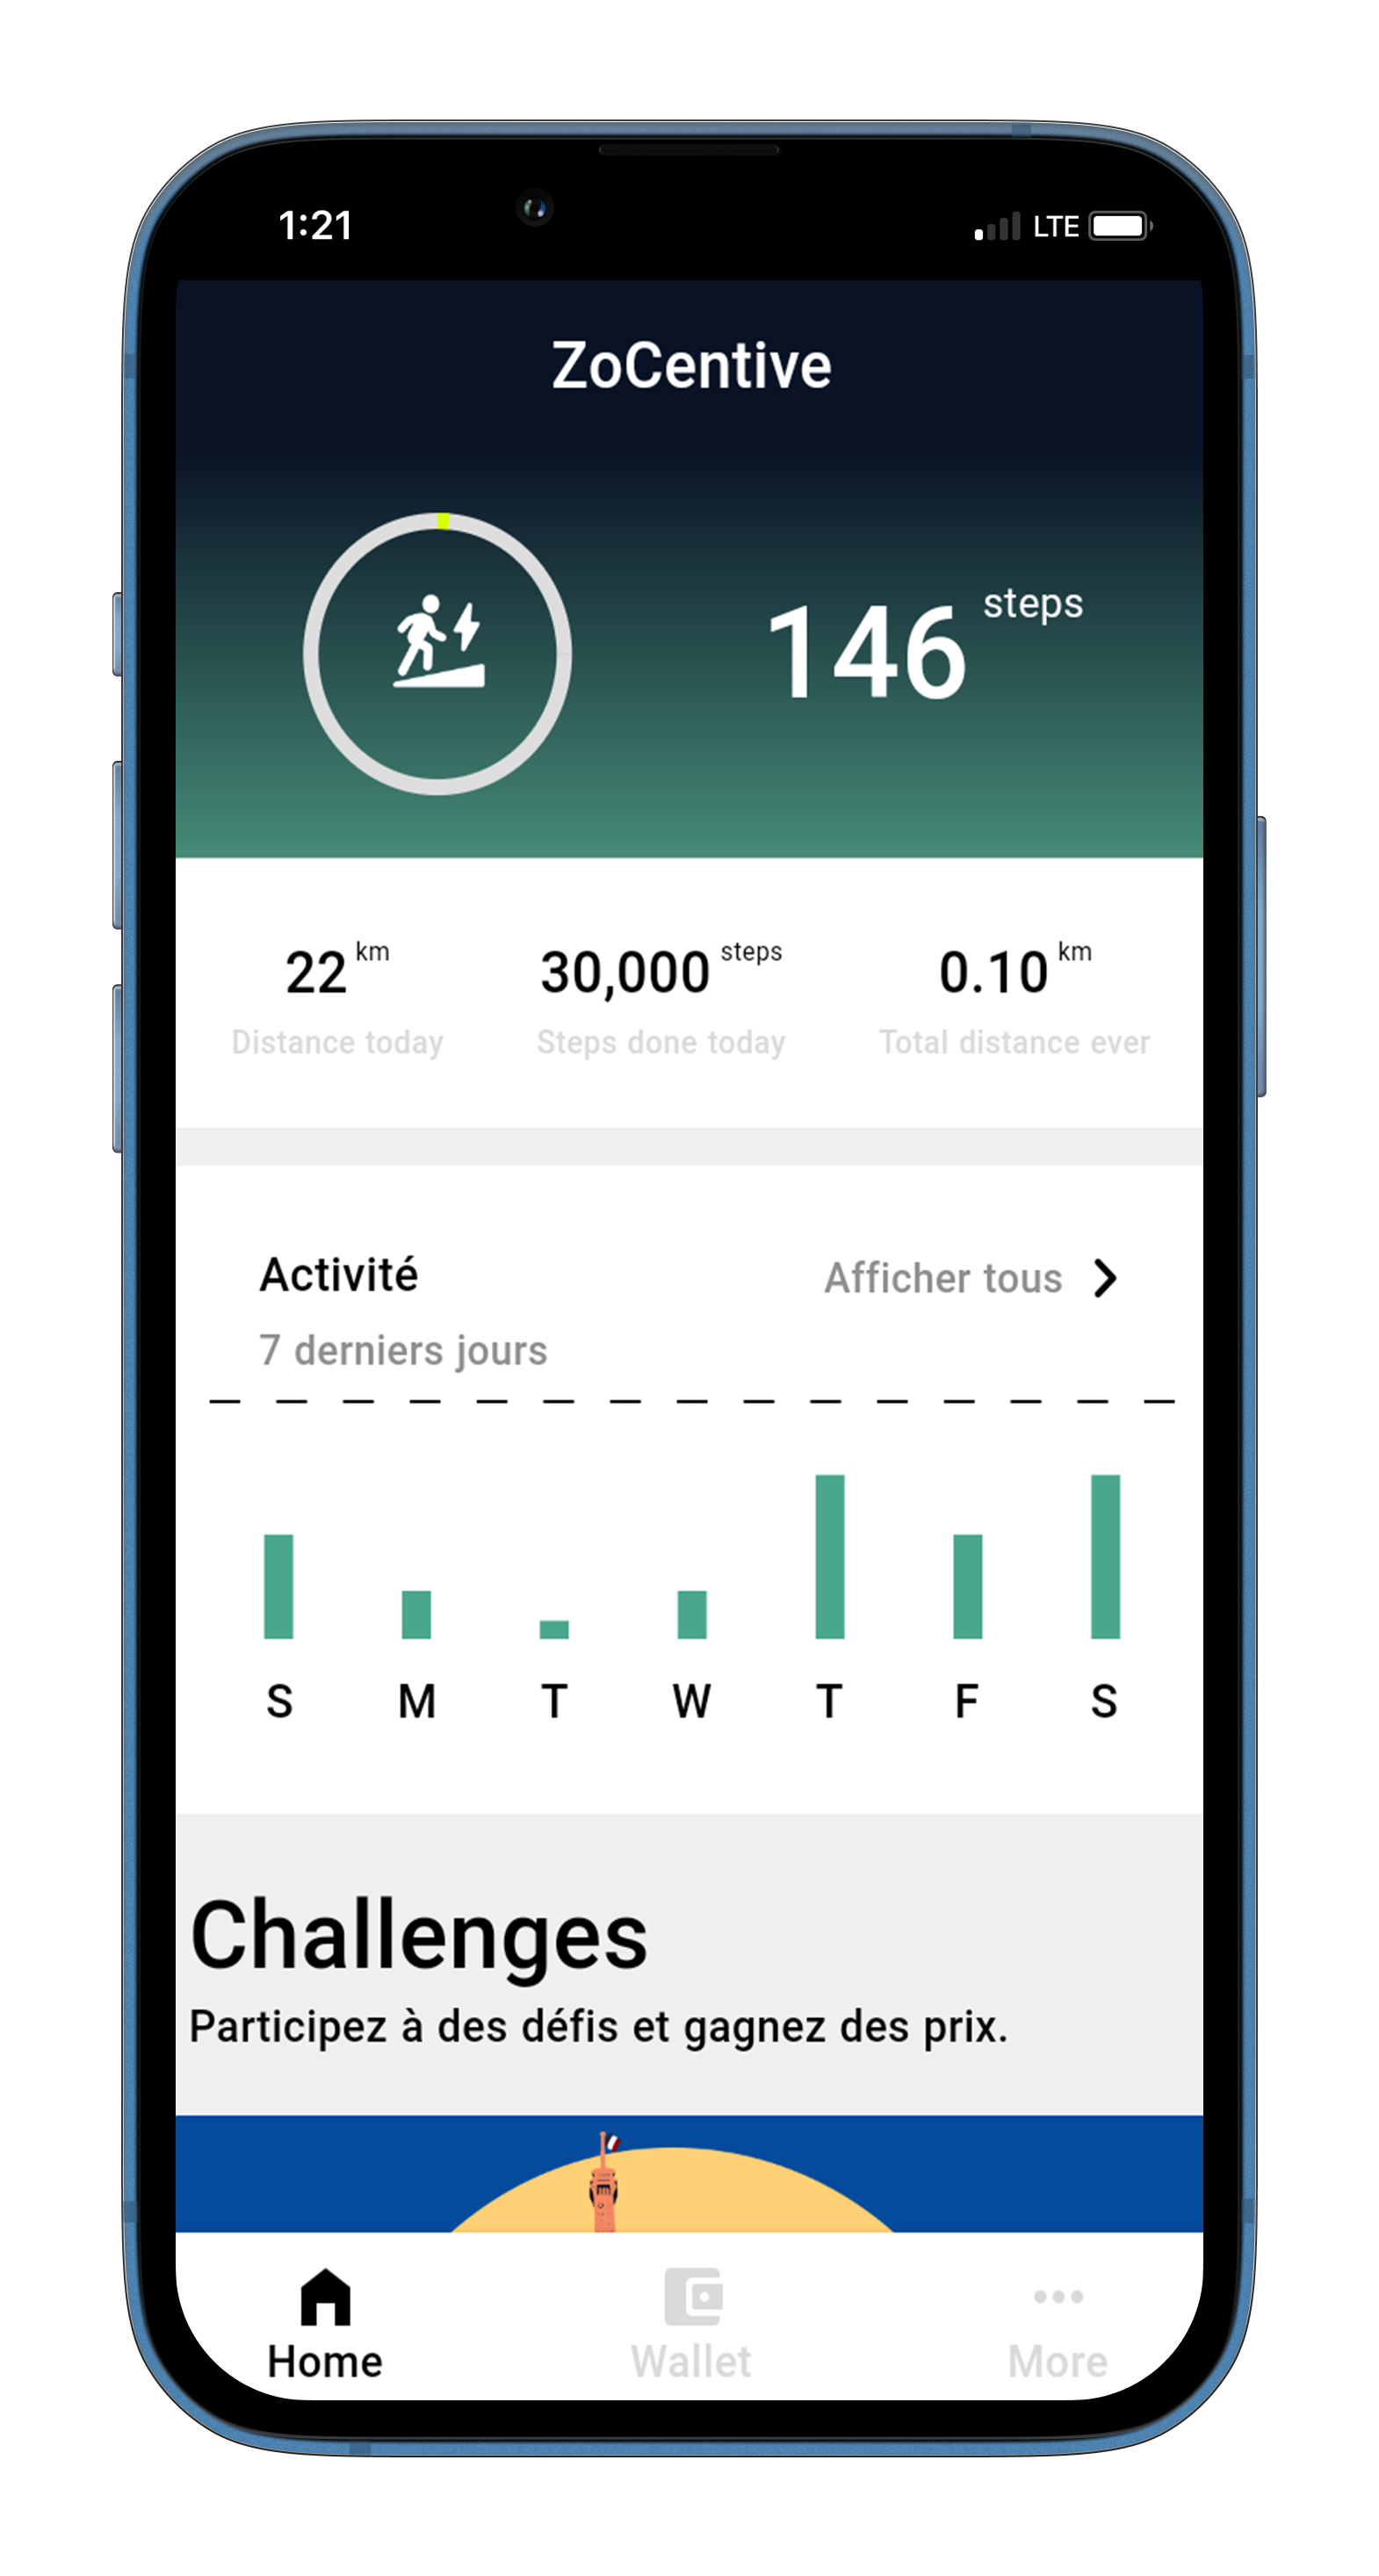 1:21 LTE
ZoCentive
146 steps
22 km 30,000 steps 0.10 km
Distance today Steps done today Total distance ever
Activité Afficher tous
7 derniers jours
S M T W T F S
Challenges
Participez à des défis et gagnez des prix.
Home Wallet More